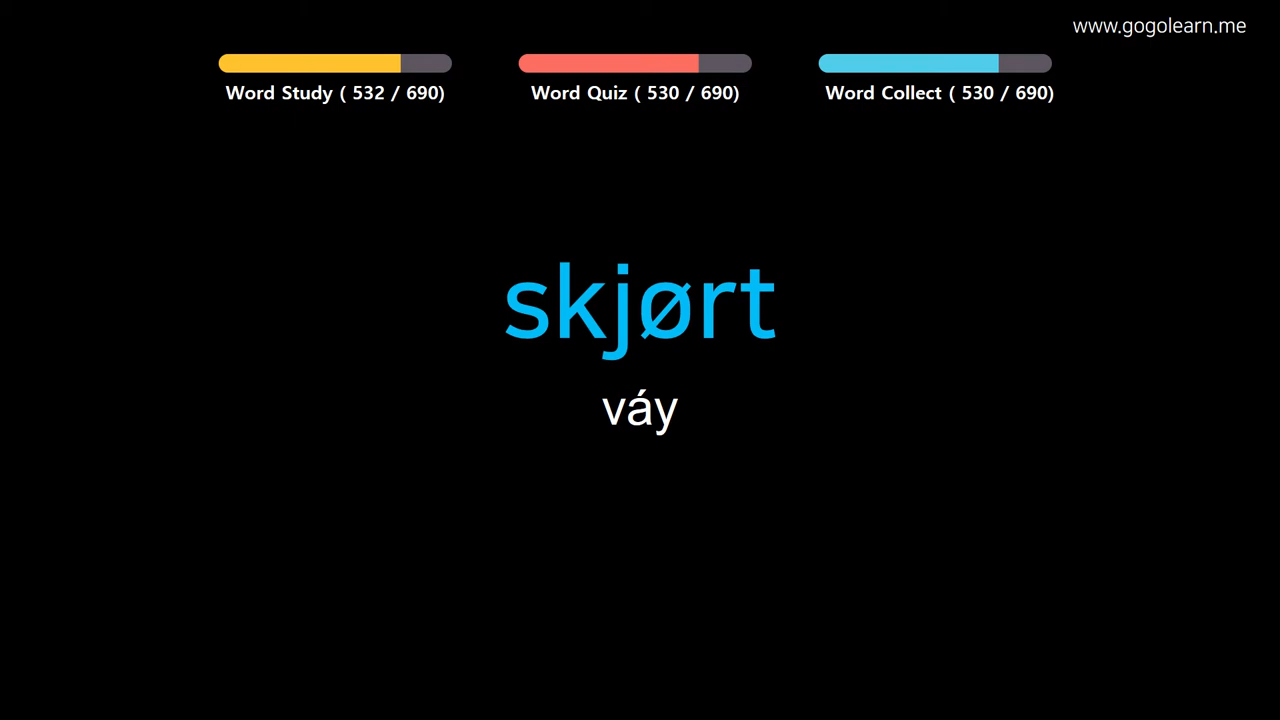 www.gogolearn.me
Word Study ( 532 / 690)
Word Quiz ( 530 / 690)
Word Collect ( 530 / 690)
skjørt
váy